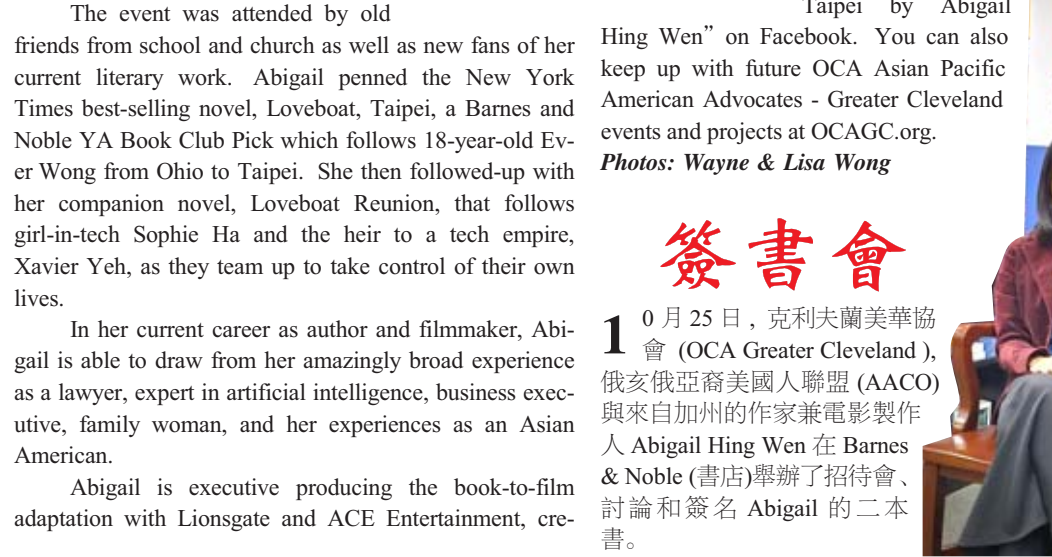 The event was attended by old
friends from school and church as well as new fans of her
current literary work. Abigail penned the New York
Times best-selling novel, Loveboat, Taipei, a Barnes and
Noble YA Book Club Pick which follows 18-year-old Ev-
er Wong from Ohio to Taipei. She then followed-up with
her companion novel, Loveboat Reunion, that follows
girl-in-tech Sophie Ha and the heir to a tech empire,
Xavier Yeh, as they team up to take control of their own
lives.
In her current career as author and filmmaker, Abi-
gail is able to draw from her amazingly broad experience
as a lawyer, expert in artificial intelligence, business exec-
utive, family woman, and her experiences as an Asian
American.
Abigail is executive producing the book-to-film
adaptation with Lionsgate and ACE Entertainment, cre-
Taipei by Abigail
Hing Wen” on Facebook. You can also
keep up with future OCA Asian Pacific
American Advocates - Greater Cleveland
events and projects at OCAGC.org.
Photos: Wayne & Lisa Wong
簽書會
10 月 25 日 , 克利夫蘭美華協
會 (OCA Greater Cleveland ),
俄亥俄亞裔美國人聯盟 (AACO)
與來自加州的作家兼電影製作
人 Abigail Hing Wen 在 Barnes
& Noble (書店)舉辦了招待會、
討論和簽名 Abigail 的二本
書。